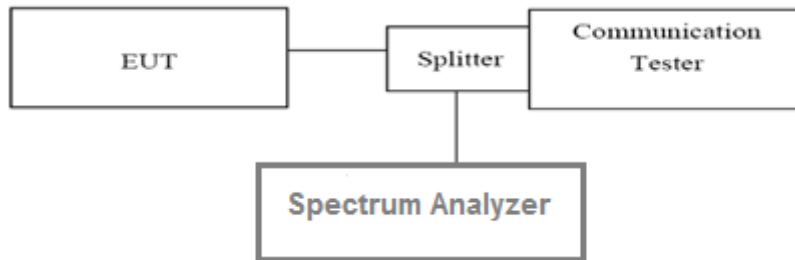 EUT
Splitter
Communication
Tester
Spectrum Analyzer